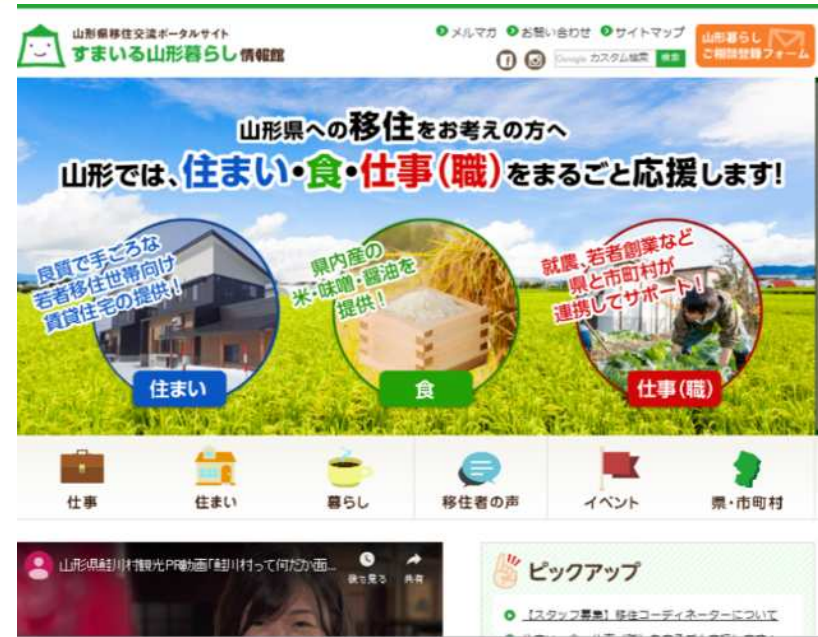 山形県移住交流ポータルサイト
すまいる山形暮らし情報館
メルマガ お問い合わせ サイトマップ
Google カスタム検索 検索
山形暮らし
ご相談登録フォーム
山形県への移住をお考えの方へ
山形では、住まい・食・仕事(職)をまるごと応援します!
良質で手ごろな
若者移住世帯向け
賃貸住宅の提供!
住まい
県内産の
米・味噌・醤油を
提供!
食
就農、若者創業など
県と市町村が
連携してサポート!
仕事(職)
仕事 住まい 暮らし 移住者の声 イベント 県・市町村
山形県鮭川村観光PR動画「鮭川村って何だか面...
後で見る 共有
ピックアップ
【スタッフ募集】移住コーディネーターについて